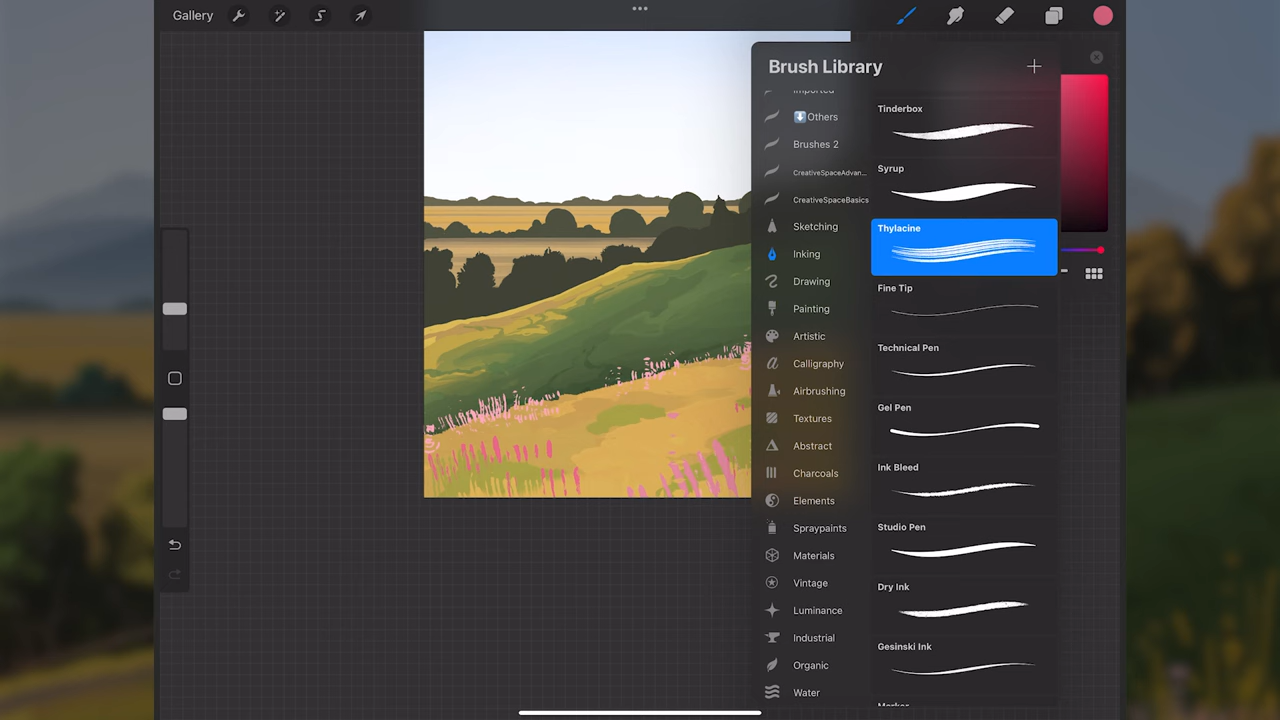 Gallery
Brush Library
Imported
Others
Brushes 2
CreativeSpaceAdvan...
CreativeSpaceBasics
Sketching
Inking
Drawing
Painting
Artistic
Calligraphy
Airbrushing
Textures
Abstract
Charcoals
Elements
Spraypaints
Materials
Vintage
Luminance
Industrial
Organic
Water
Tinderbox
Syrup
Thylacine
Fine Tip
Technical Pen
Gel Pen
Ink Bleed
Studio Pen
Dry Ink
Gesinski Ink